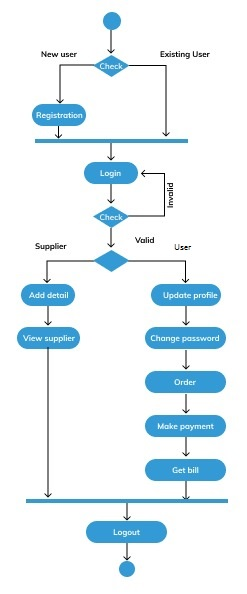 New user
Existing User
Check
Registration
Login
Invalid
Check
Valid
Supplier
User
Add detail
Update profile
View supplier
Change password
Order
Make payment
Get bill
Logout